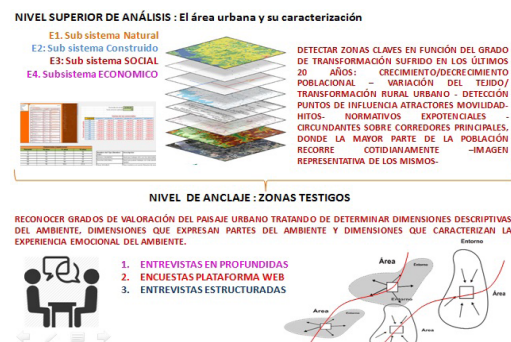 NIVEL SUPERIOR DE ANÁLISIS : El área urbana y su caracterización
E1. Sub sistema Natural
E2: Sub sistema Construido
E3: Sub sistema SOCIAL
E4. Subsistema ECONOMICO
DETECTAR ZONAS CLAVES EN FUNCIÓN DEL GRADO
DE TRANSFORMACIÓN SUFRIDO EN LOS ÚLTIMOS
20 AÑOS: CRECIMIENTO/DECRECIMIENTO
POBLACIONAL – VARIACIÓN DEL TEJIDO/
TRANSFORMACIÓN RURAL URBANO - DETECCIÓN
PUNTOS DE INFLUENCIA ATRACTORES MOVILIDAD-
HITOS- NORMATIVOS EXPOTENCIALES -
CIRCUNDANTES SOBRE CORREDORES PRINCIPALES,
DONDE LA MAYOR PARTE DE LA POBLACIÓN
RECORRE COTIDIANAMENTE –IMAGEN
REPRESENTATIVA DE LOS MISMOS-
NIVEL DE ANCLAJE : ZONAS TESTIGOS
RECONOCER GRADOS DE VALORACIÓN DEL PAISAJE URBANO TRATANDO DE DETERMINAR DIMENSIONES DESCRIPTIVAS
DEL AMBIENTE, DIMENSIONES QUE EXPRESAN PARTES DEL AMBIENTE Y DIMENSIONES QUE CARACTERIZAN LA
EXPERIENCIA EMOCIONAL DEL AMBIENTE.
1. ENTREVISTAS EN PROFUNDIDAS
2. ENCUESTAS PLATAFORMA WEB
3. ENTREVISTAS ESTRUCTURADAS
Entorno
Área
Entorno
Área
Entorno
Área
Área